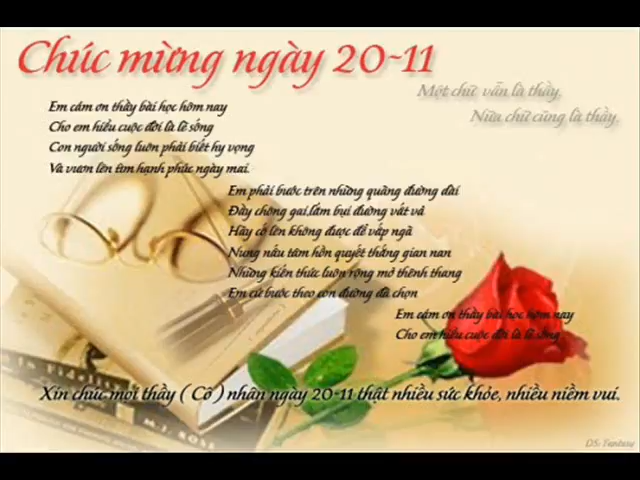 Chúc mừng ngày 20-11
Một chữ vẫn là thầy,
Nửa chữ cũng là thầy.
Em cám ơn thầy bài học hôm nay
Cho em hiểu cuộc đời là lẽ sống
Con người sống luôn phải biết hy vọng
Và vươn lên tìm hạnh phúc ngày mai.
Em phải bước trên những quãng đường dài
Đầy chông gai,lấm bụi đường vất vả
Hãy cố lên không được để vấp ngã
Nung nấu tâm hồn quyết thắng gian nan
Những kiến thức luôn rộng mở thênh thang
Em cứ bước theo con đường đã chọn
Em cám ơn thầy bài học hôm nay
Cho em hiểu cuộc đời là lẽ sống
Xin chúc mọi thầy ( Cô ) nhân ngày 20-11 thật nhiều sức khỏe, nhiều niềm vui.
M.J. ROSE
DS: Fantasy